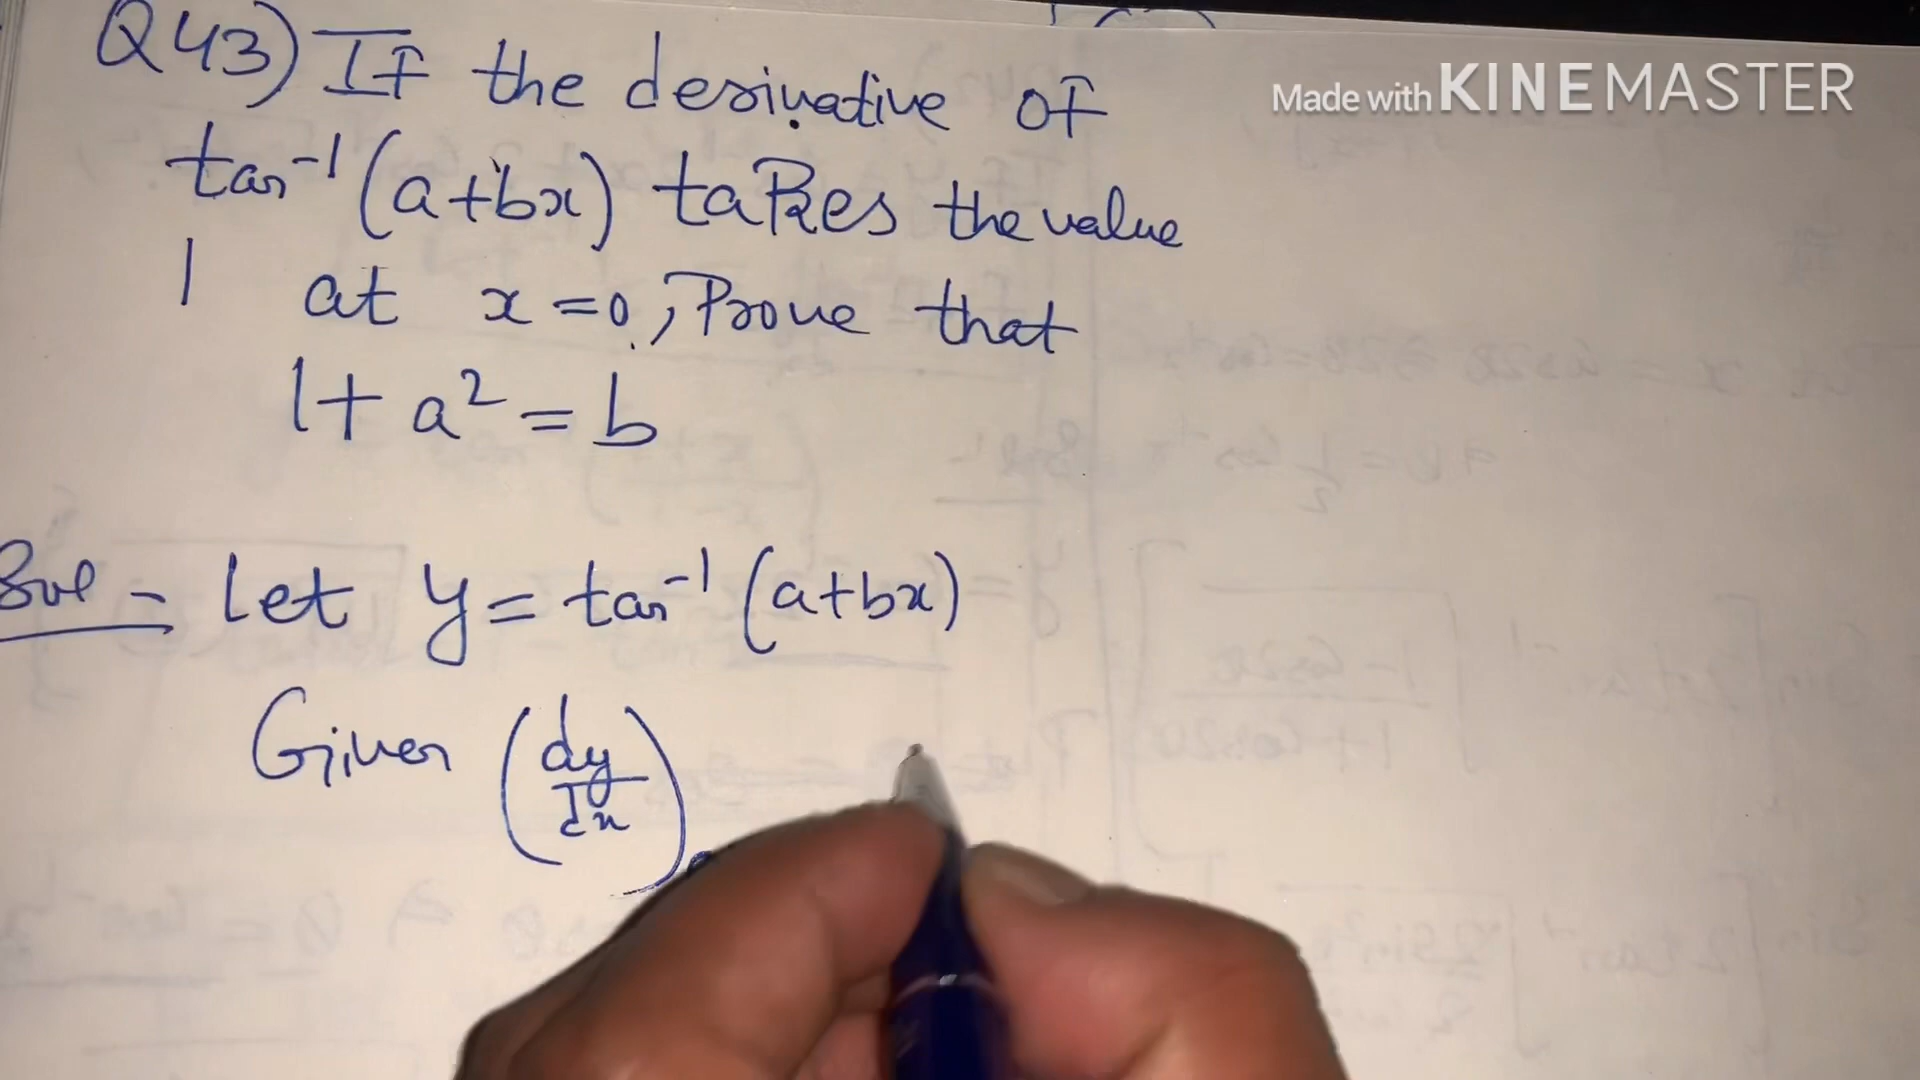 Q43) If the derivative of
tan⁻¹(a+bx) takes the value
1 at x=0, Prove that
1+ a² = b
Sol - Let y = tan⁻¹(a+bx)
Given (dy/dx)
Made with KINEMASTER